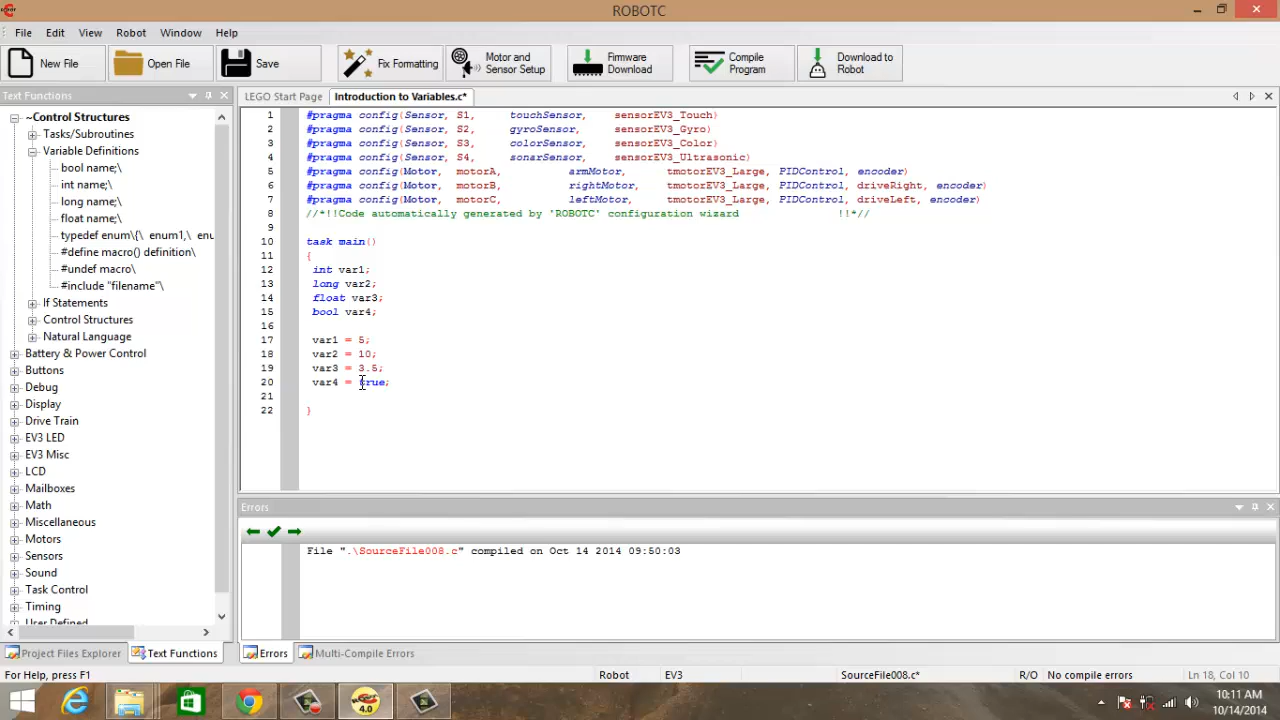 ROBOTC
File Edit View Robot Window Help
New File Open File Save Fix Formatting Motor and Sensor Setup Firmware Download Compile Program Download to Robot
Text Functions
LEGO Start Page Introduction to Variables.c*
~Control Structures
Tasks/Subroutines
Variable Definitions
bool name;\
int name;\
long name;\
float name;\
typedef enum\{\ enum1,\ enu
#define macro() definition\
#undef macro\
#include "filename"\
If Statements
Control Structures
Natural Language
Battery & Power Control
Buttons
Debug
Display
Drive Train
EV3 LED
EV3 Misc
LCD
Mailboxes
Math
Miscellaneous
Motors
Sensors
Sound
Task Control
Timing
User Defined
Project Files Explorer Text Functions
1 #pragma config(Sensor, S1, touchSensor, sensorEV3_Touch)
2 #pragma config(Sensor, S2, gyroSensor, sensorEV3_Gyro)
3 #pragma config(Sensor, S3, colorSensor, sensorEV3_Color)
4 #pragma config(Sensor, S4, sonarSensor, sensorEV3_Ultrasonic)
5 #pragma config(Motor, motorA, armMotor, tmotorEV3_Large, PIDControl, encoder)
6 #pragma config(Motor, motorB, rightMotor, tmotorEV3_Large, PIDControl, driveRight, encoder)
7 #pragma config(Motor, motorC, leftMotor, tmotorEV3_Large, PIDControl, driveLeft, encoder)
8 //*!!Code automatically generated by 'ROBOTC' configuration wizard !!*//
9
10 task main()
11 {
12 int var1;
13 long var2;
14 float var3;
15 bool var4;
16
17 var1 = 5;
18 var2 = 10;
19 var3 = 3.5;
20 var4 = true;
21
22 }
Errors
File ".\SourceFile008.c" compiled on Oct 14 2014 09:50:03
Errors Multi-Compile Errors
For Help, press F1 Robot EV3 SourceFile008.c* R/O No compile errors Ln 18, Col 10
4.0
10:11 AM
10/14/2014